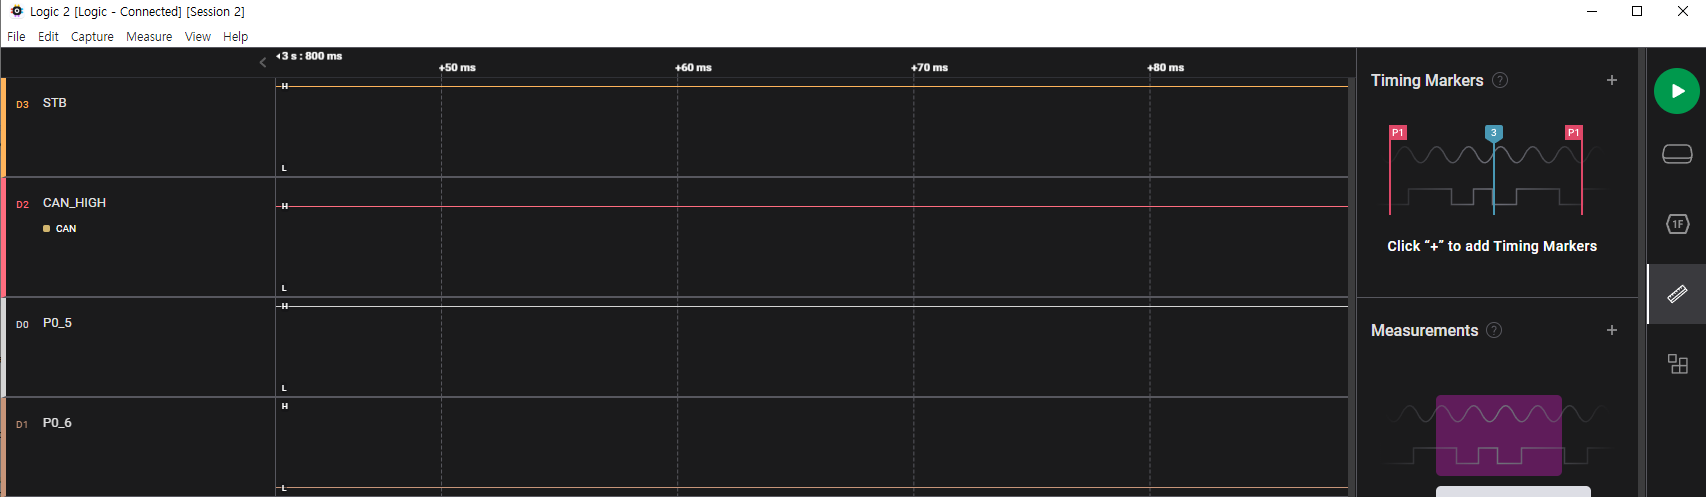 Logic 2 [Logic - Connected] [Session 2]
File Edit Capture Measure View Help
3 s : 800 ms
+50 ms +60 ms +70 ms +80 ms
D3 STB
H
L
D2 CAN_HIGH
CAN
H
L
D0 P0_5
H
L
D1 P0_6
H
L
Timing Markers ? +
P1 3 P1
Click “+” to add Timing Markers
Measurements ? +
1F